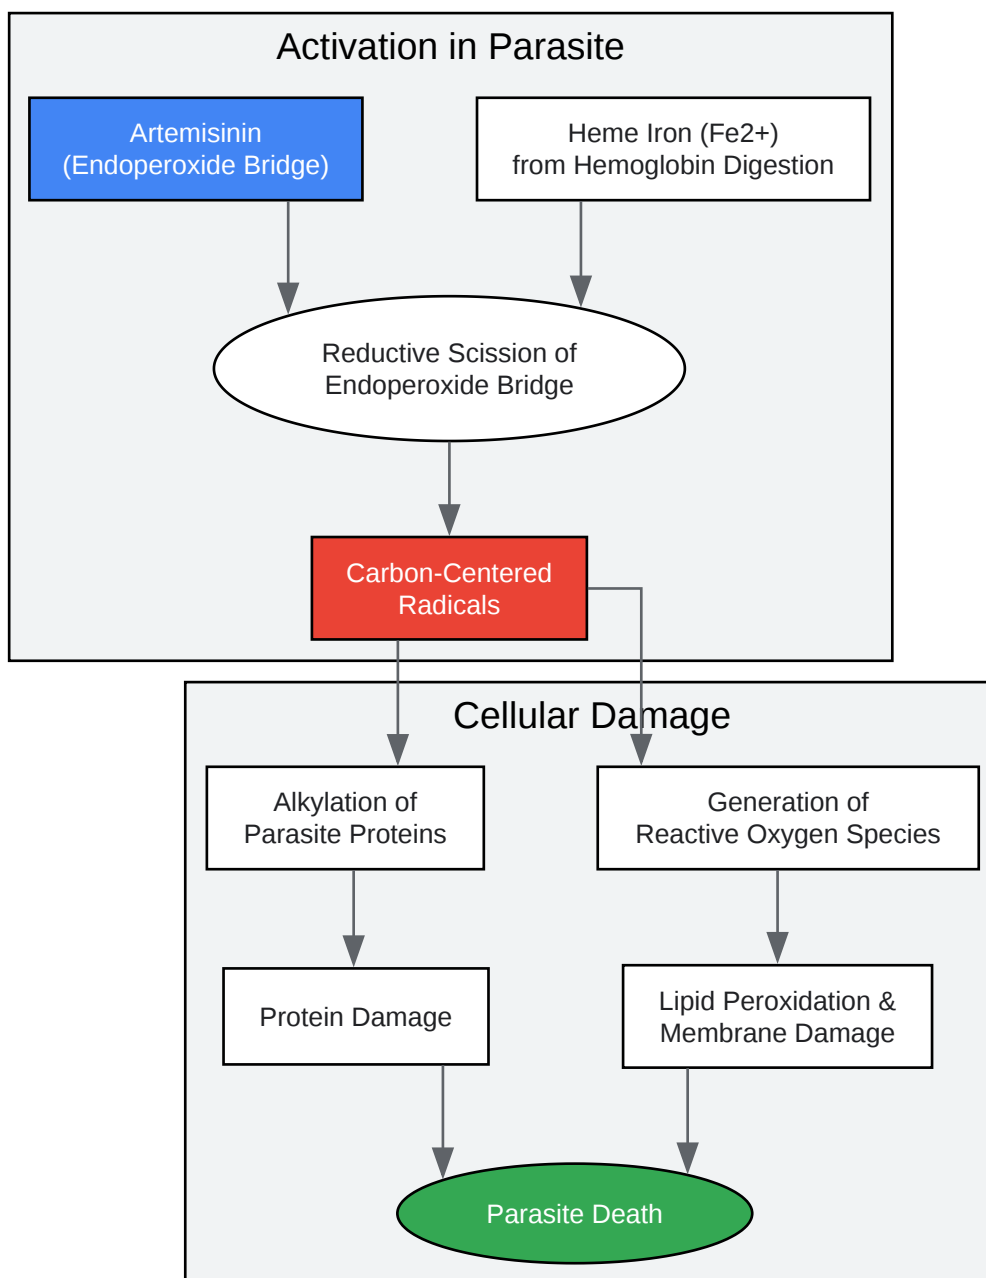 Activation in Parasite
Artemisinin
(Endoperoxide Bridge)
Heme Iron (Fe2+)
from Hemoglobin Digestion
Reductive Scission of
Endoperoxide Bridge
Carbon-Centered
Radicals
Cellular Damage
Alkylation of
Parasite Proteins
Generation of
Reactive Oxygen Species
Protein Damage
Lipid Peroxidation &
Membrane Damage
Parasite Death